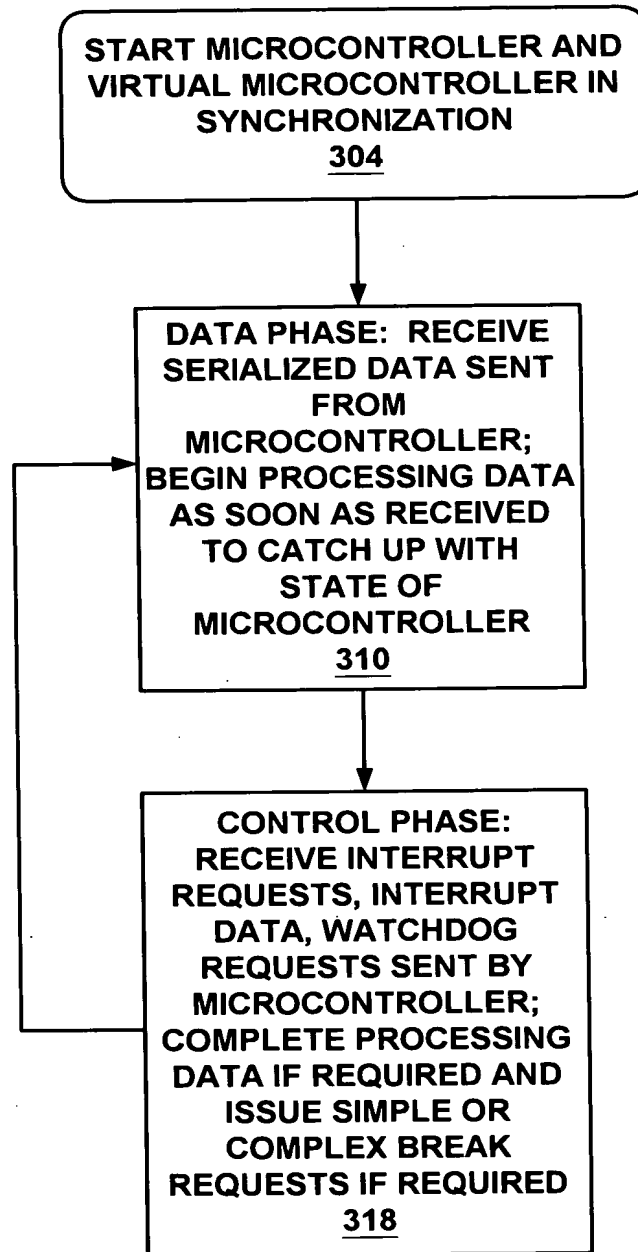 START MICROCONTROLLER AND
VIRTUAL MICROCONTROLLER IN
SYNCHRONIZATION
304
DATA PHASE: RECEIVE
SERIALIZED DATA SENT
FROM
MICROCONTROLLER;
BEGIN PROCESSING DATA
AS SOON AS RECEIVED
TO CATCH UP WITH
STATE OF
MICROCONTROLLER
310
CONTROL PHASE:
RECEIVE INTERRUPT
REQUESTS, INTERRUPT
DATA, WATCHDOG
REQUESTS SENT BY
MICROCONTROLLER;
COMPLETE PROCESSING
DATA IF REQUIRED AND
ISSUE SIMPLE OR
COMPLEX BREAK
REQUESTS IF REQUIRED
318